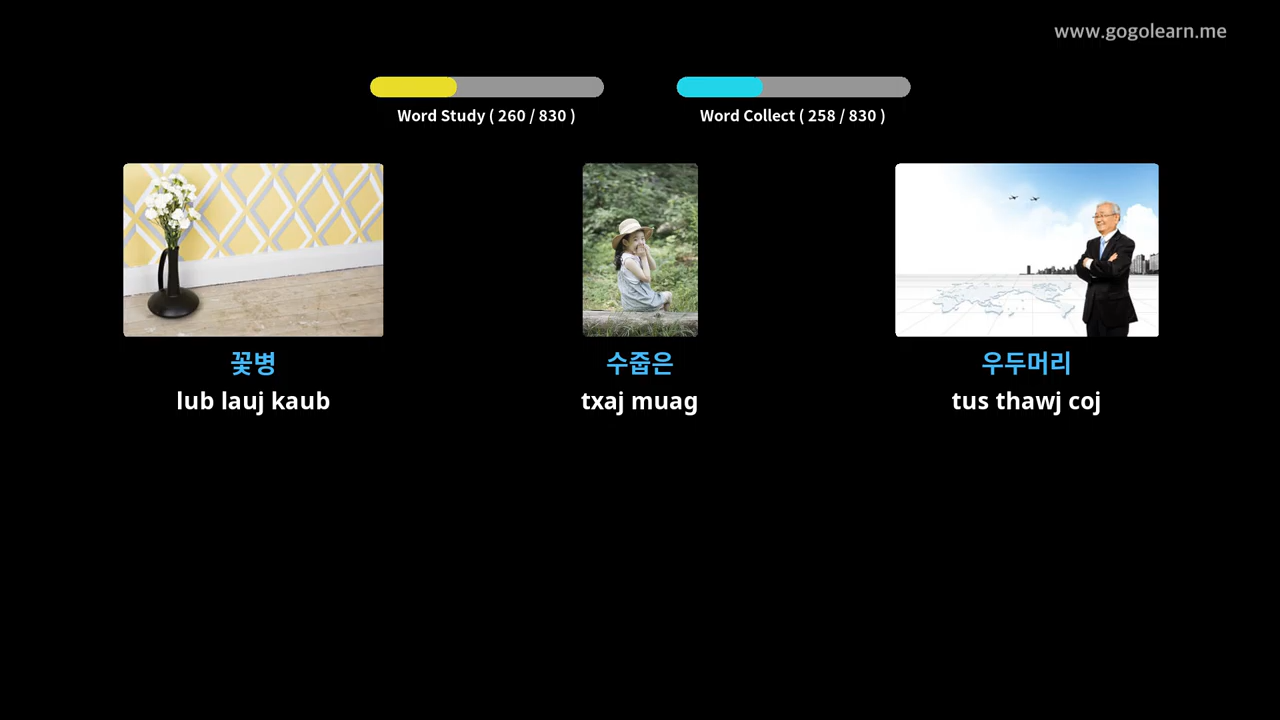 www.gogolearn.me
Word Study ( 260 / 830 )
Word Collect ( 258 / 830 )
꽃병
lub lauj kaub
수줍은
txaj muag
우두머리
tus thawj coj